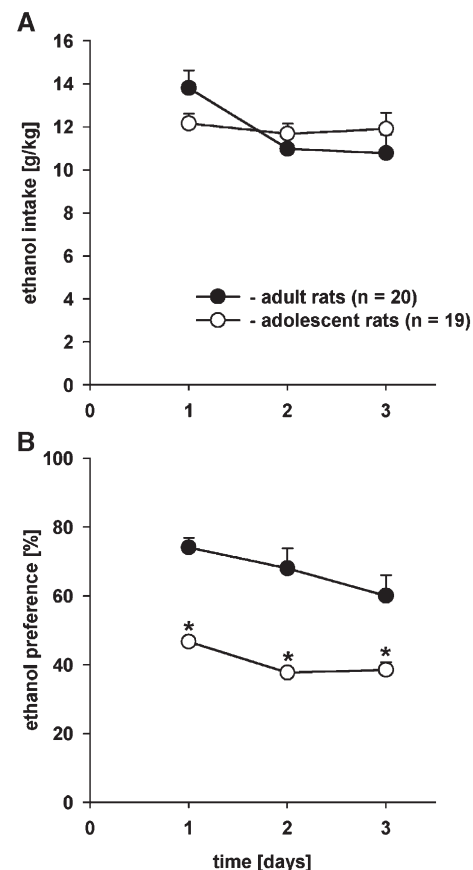 A
16
14
12
10
8
6
4
2
0
ethanol intake [g/kg]
- adult rats (n = 20)
- adolescent rats (n = 19)
0 1 2 3
B
100
80
60
40
20
0
ethanol preference [%]
* * *
0 1 2 3
time [days]